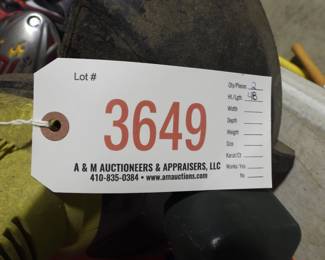 Lot #
3649
A & M AUCTIONEERS & APPRAISERS, LLC
410-835-0384 • www.amauctions.com
Qty/Pieces 2
Ht./Lgth 48
Width
Depth
Weight
Size
Karat/Ct
Works: Yes
No